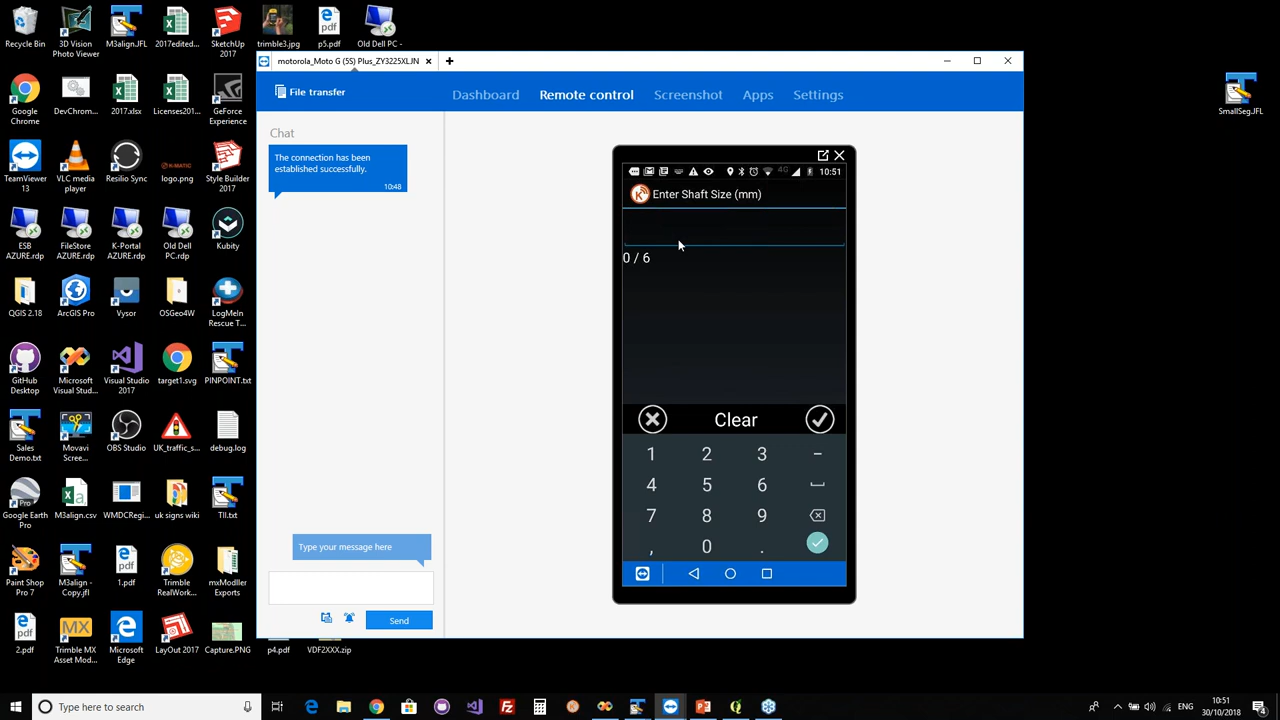 Recycle Bin
3D Vision
Photo Viewer
M3align.JFL
2017edited...
SketchUp
2017
trimble3.jpg
p5.pdf
Old Dell PC -
Google
Chrome
DevChrom...
2017.xlsx
Licenses201...
GeForce
Experience
TeamViewer
13
VLC media
player
Resilio Sync
K-MATIC
logo.png
Style Builder
2017
ESB
AZURE.rdp
FileStore
AZURE.rdp
K-Portal
AZURE.rdp
Old Dell
PC.rdp
Kubity
QGIS 2.18
ArcGIS Pro
Vysor
OSGeo4W
LogMeIn
Rescue T...
GitHub
Desktop
Microsoft
Visual Stud...
Visual Studio
2017
target1.svg
PINPOINT.txt
Sales
Demo.txt
Movavi
Scree...
OBS Studio
UK_traffic_s...
debug.log
Google Earth
Pro
M3align.csv
WMDCRegi...
uk signs wiki
TII.txt
Paint Shop
Pro 7
M3align -
Copy.jfl
1.pdf
Trimble
RealWork...
mxModller
Exports
2.pdf
Trimble MX
Asset Mod...
Microsoft
Edge
LayOut 2017
Capture.PNG
p4.pdf
VDF2XXX.zip
SmallSeg.JFL
motorola_Moto G (5S) Plus_ZY3225XLJN
File transfer
Dashboard
Remote control
Screenshot
Apps
Settings
Chat
The connection has been
established successfully.
10:48
Type your message here
Send
4G
10:51
Enter Shaft Size (mm)
0 / 6
Clear
1 2 3 -
4 5 6
7 8 9
, 0 .
Type here to search
ENG
10:51
30/10/2018